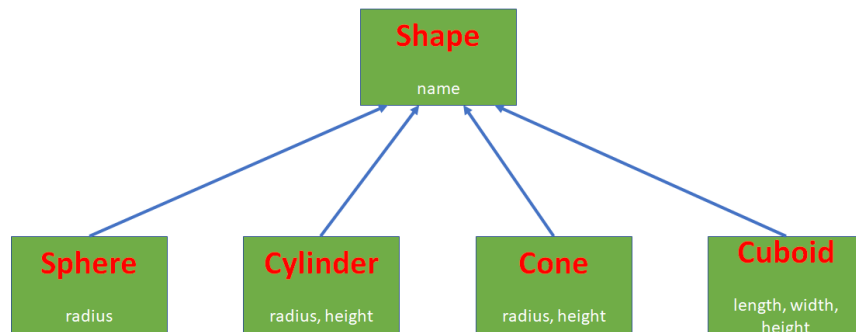 Shape
name
Sphere
radius
Cylinder
radius, height
Cone
radius, height
Cuboid
length, width,
height